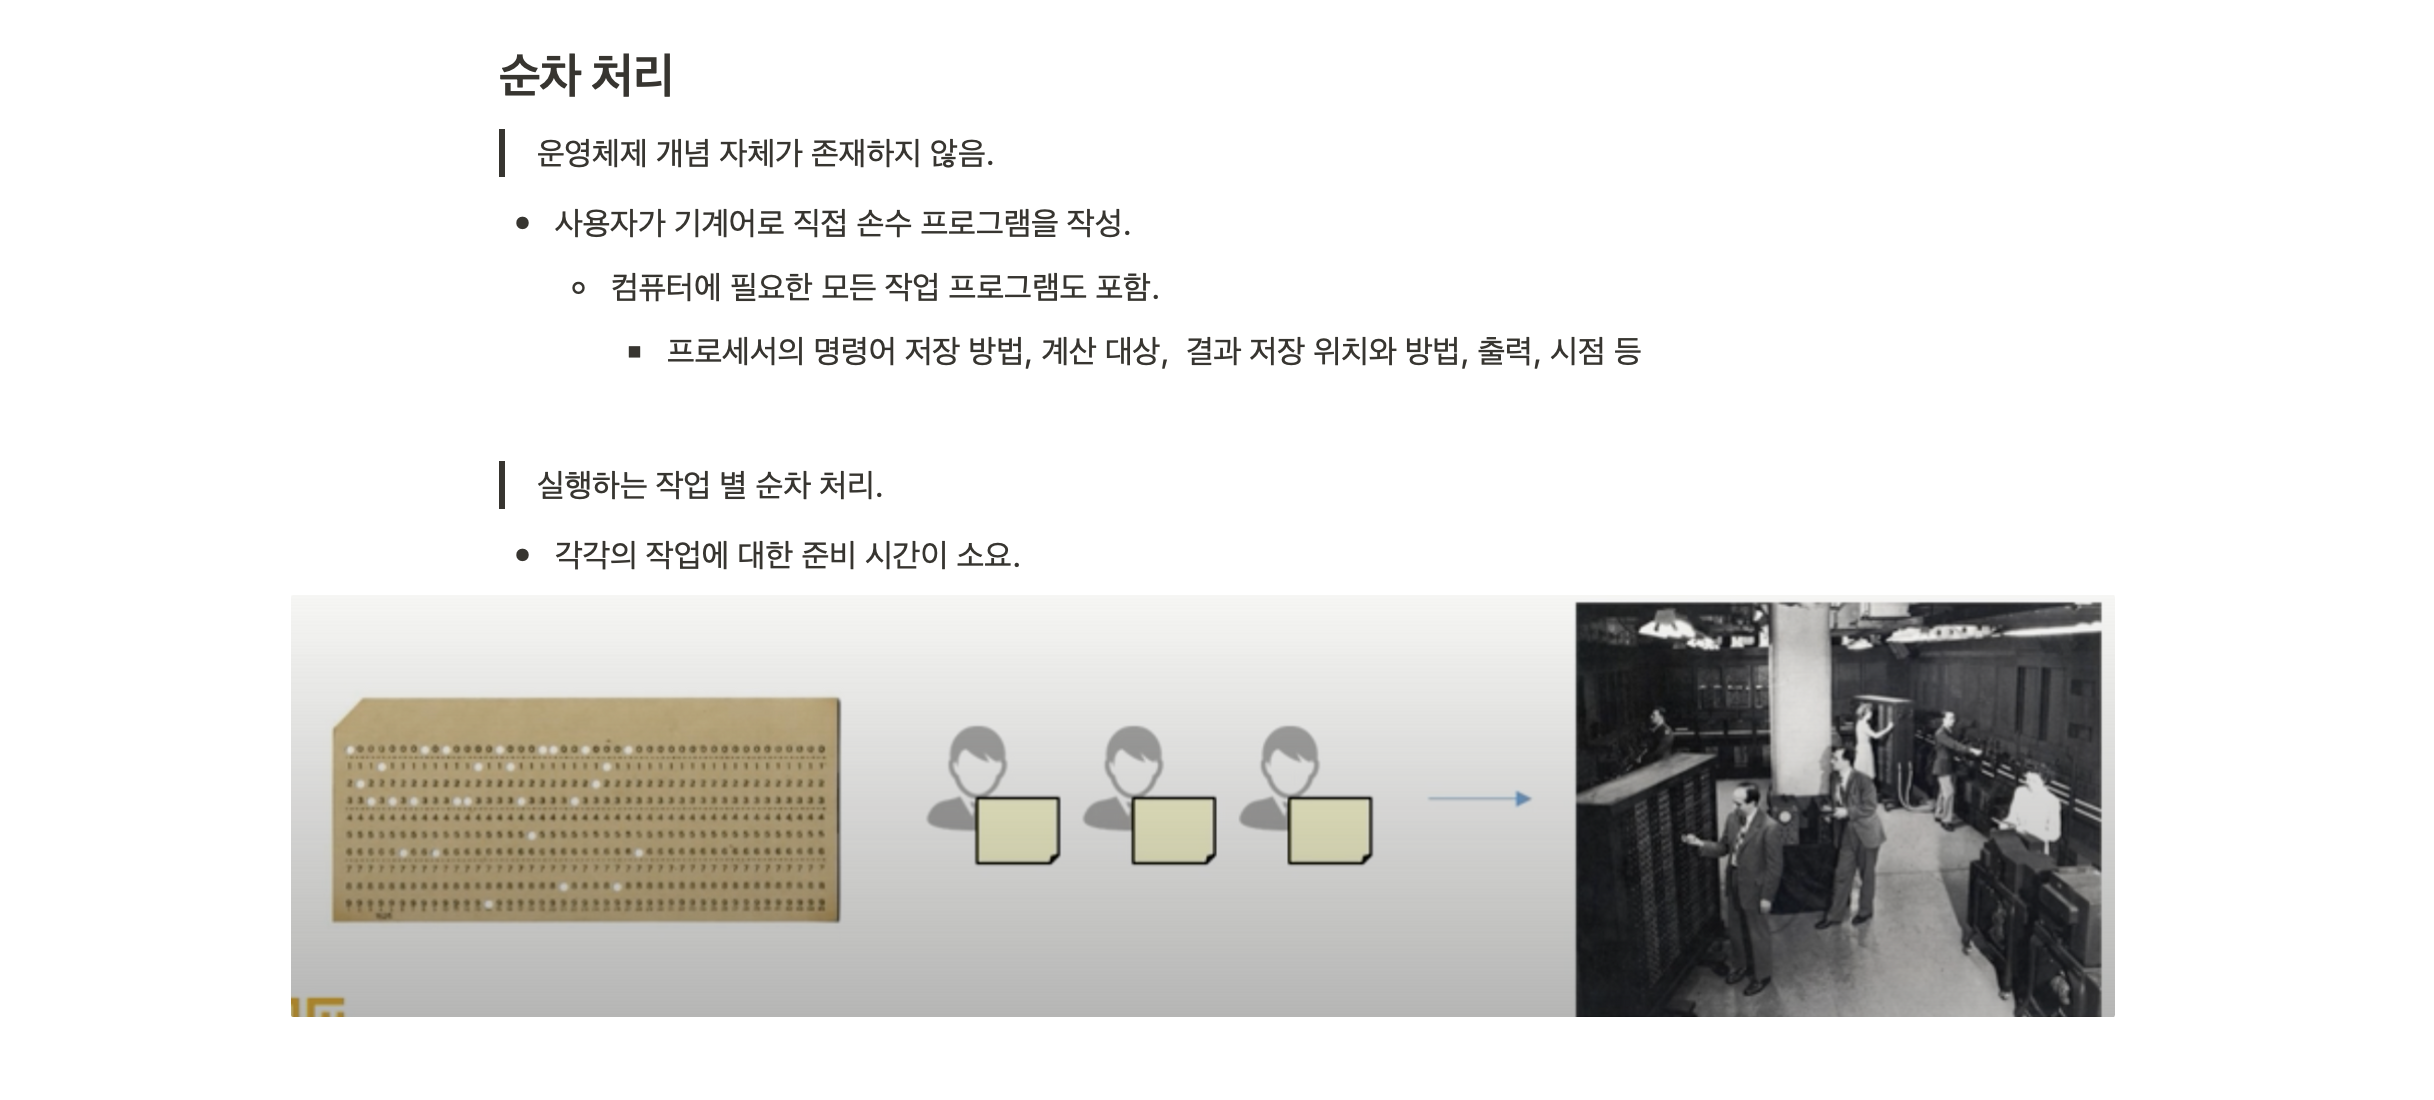 순차 처리
운영체제 개념 자체가 존재하지 않음.
사용자가 기계어로 직접 손수 프로그램을 작성.
컴퓨터에 필요한 모든 작업 프로그램도 포함.
프로세서의 명령어 저장 방법, 계산 대상,  결과 저장 위치와 방법, 출력, 시점 등
실행하는 작업 별 순차 처리.
각각의 작업에 대한 준비 시간이 소요.